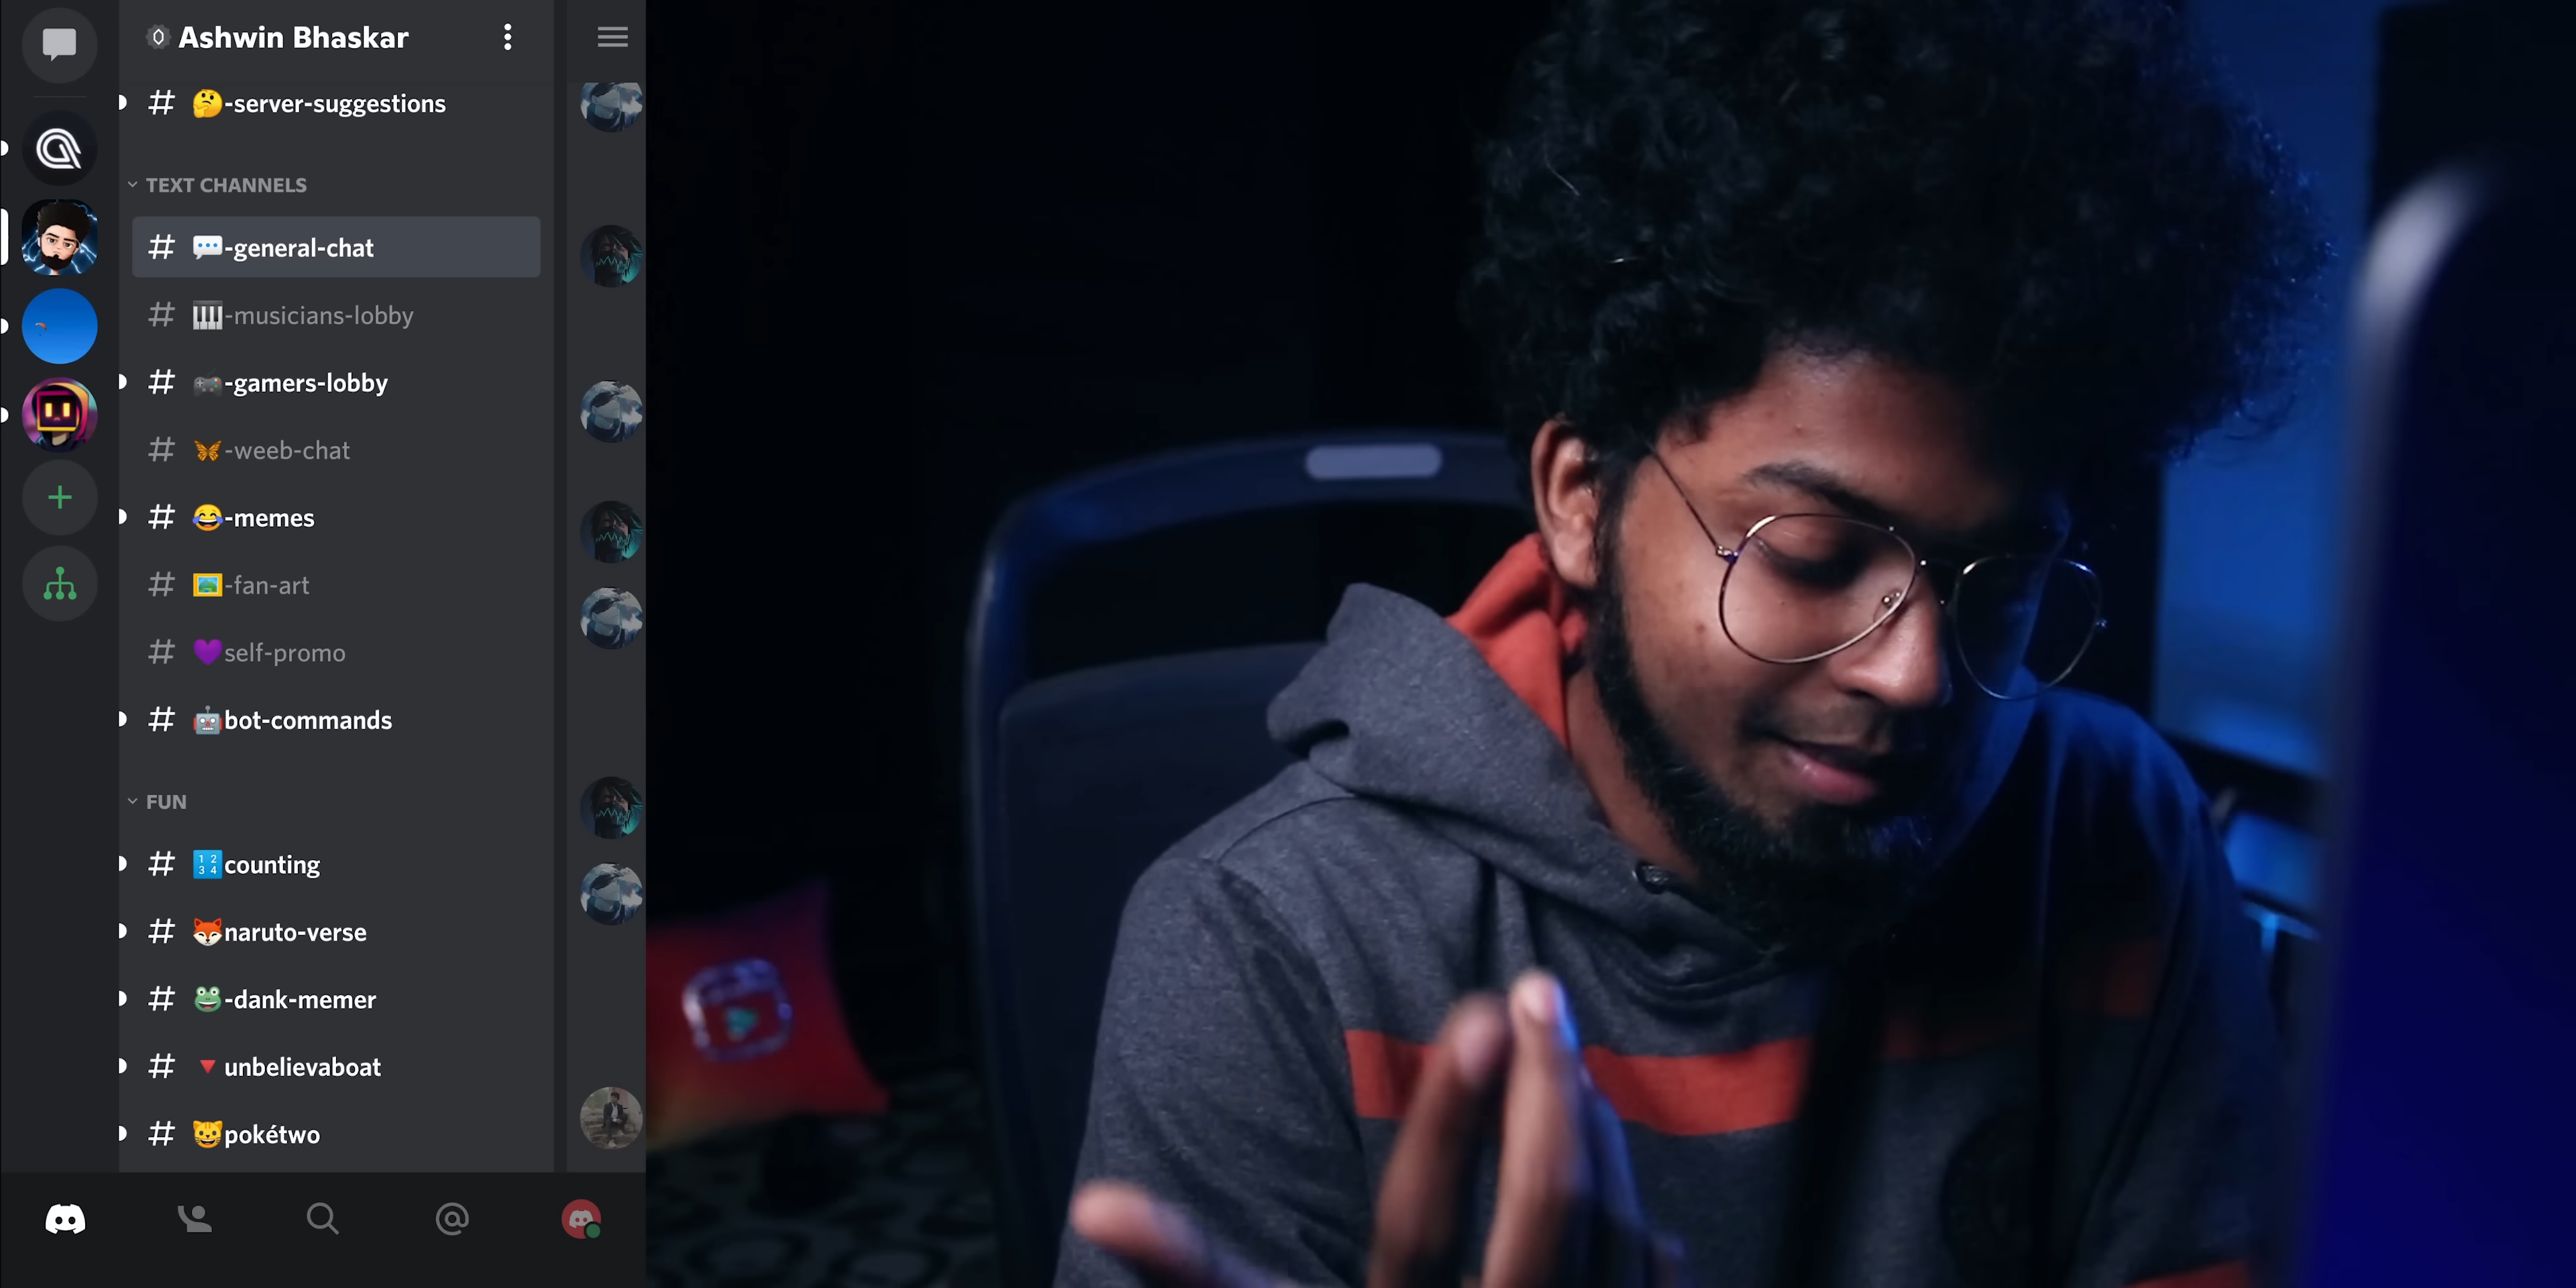 Ashwin Bhaskar
# 🤔-server-suggestions
TEXT CHANNELS
# 💬-general-chat
# 🎹-musicians-lobby
# 🎮-gamers-lobby
# 🦋-weeb-chat
# 😂-memes
# 🖼️-fan-art
# 💜self-promo
# 🤖bot-commands
FUN
# 🔢counting
# 🦊naruto-verse
# 🐸-dank-memer
# 🔻unbelievaboat
# 😺pokétwo